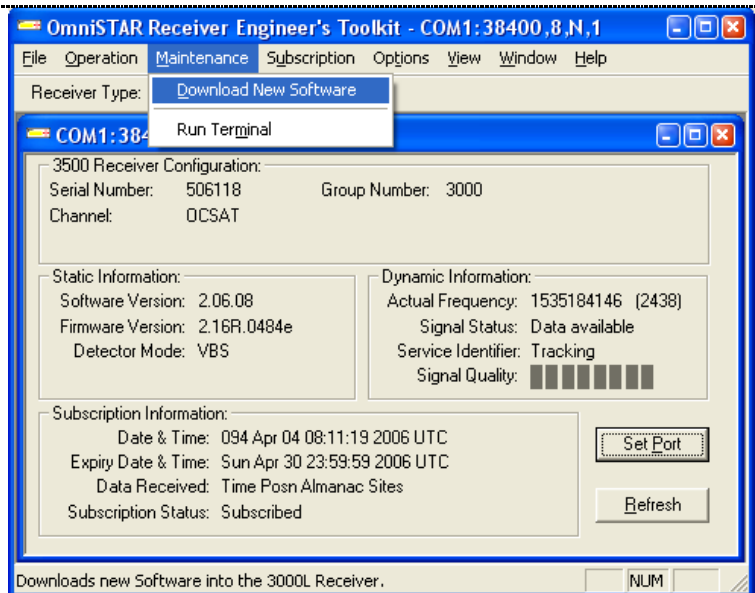 OmniSTAR Receiver Engineer's Toolkit - COM1:38400,8,N,1
File Operation Maintenance Subscription Options View Window Help
Receiver Type:
Download New Software
Run Terminal
COM1:384
3500 Receiver Configuration:
Serial Number: 506118 Group Number: 3000
Channel: OCSAT
Static Information:
Software Version: 2.06.08
Firmware Version: 2.16R.0484e
Detector Mode: VBS
Dynamic Information:
Actual Frequency: 1535184146 (2438)
Signal Status: Data available
Service Identifier: Tracking
Signal Quality:
Subscription Information:
Date & Time: 094 Apr 04 08:11:19 2006 UTC
Expiry Date & Time: Sun Apr 30 23:59:59 2006 UTC
Data Received: Time Posn Almanac Sites
Subscription Status: Subscribed
Set Port
Refresh
Downloads new Software into the 3000L Receiver.
NUM